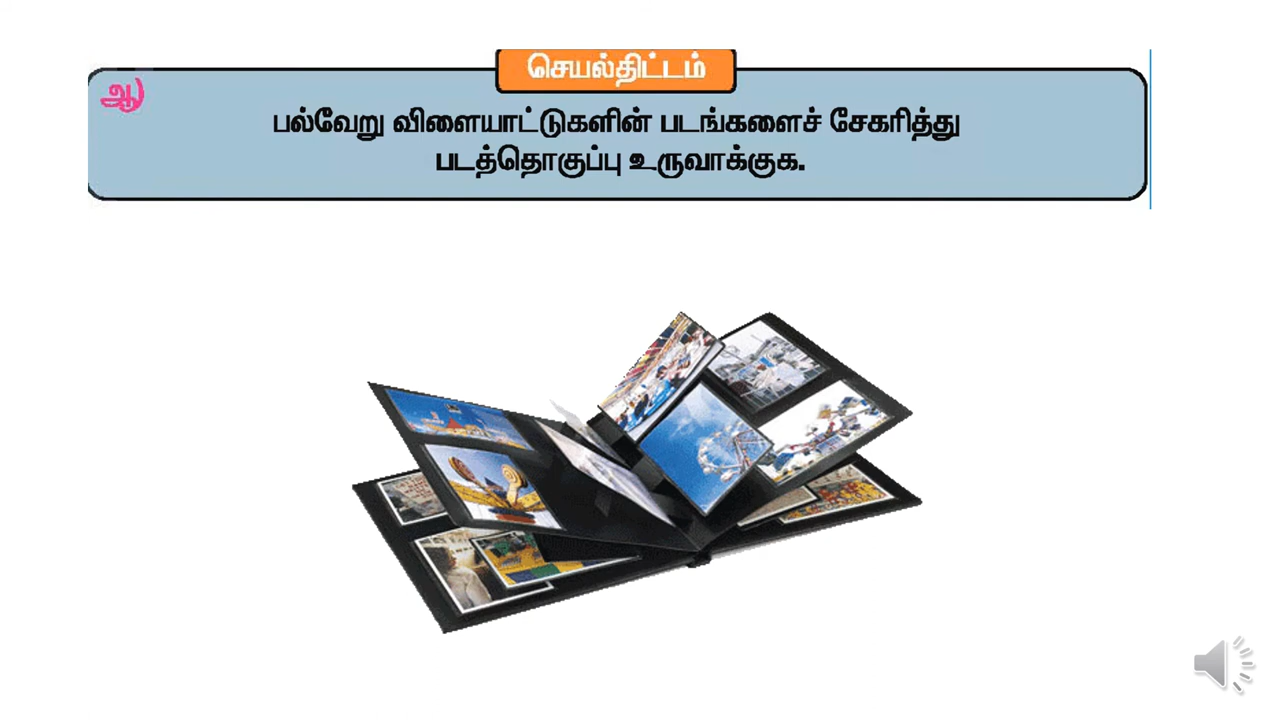 செயல்திட்டம்
ஆ)
பல்வேறு விளையாட்டுகளின் படங்களைச் சேகரித்து
படத்தொகுப்பு உருவாக்குக.